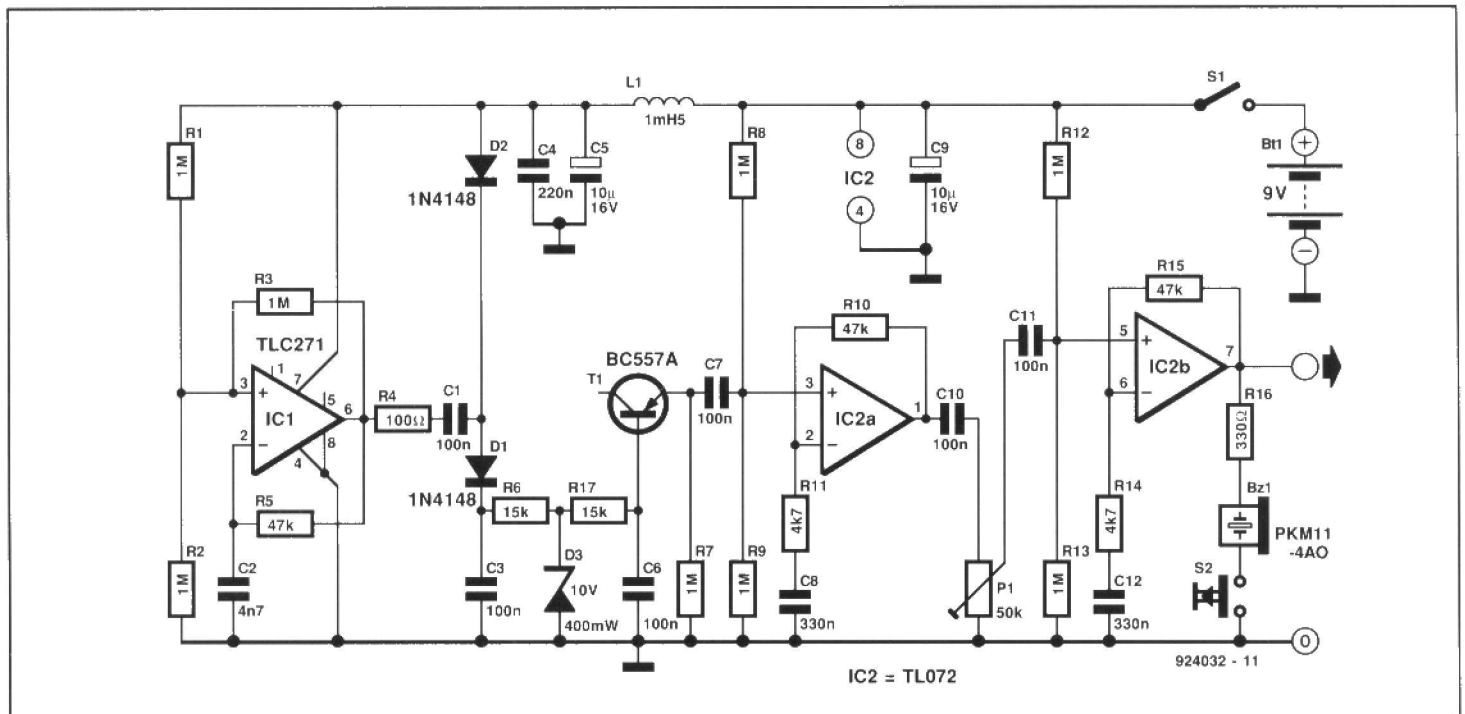 L1
1mH5
S1
R1
1M
D2
1N4148
C4
220n
C5
10µ
16V
R8
1M
8
IC2
4
C9
10µ
16V
R12
1M
Bt1
+
9V
−
R3
1M
TLC271
1
7
3
+
IC1
5
6
2
−
8
4
R4
100Ω
C1
100n
D1
1N4148
R5
47k
R2
1M
C2
4n7
BC557A
T1
C7
100n
R6
15k
R17
15k
C3
100n
D3
10V
400mW
C6
100n
R7
1M
R9
1M
R10
47k
3
+
IC2a
2
−
1
C10
100n
R11
4k7
C8
330n
P1
50k
C11
100n
R13
1M
R15
47k
5
+
IC2b
6
−
7
R14
4k7
C12
330n
R16
330Ω
Bz1
PKM11
-4AO
S2
0
924032 - 11
IC2 = TL072